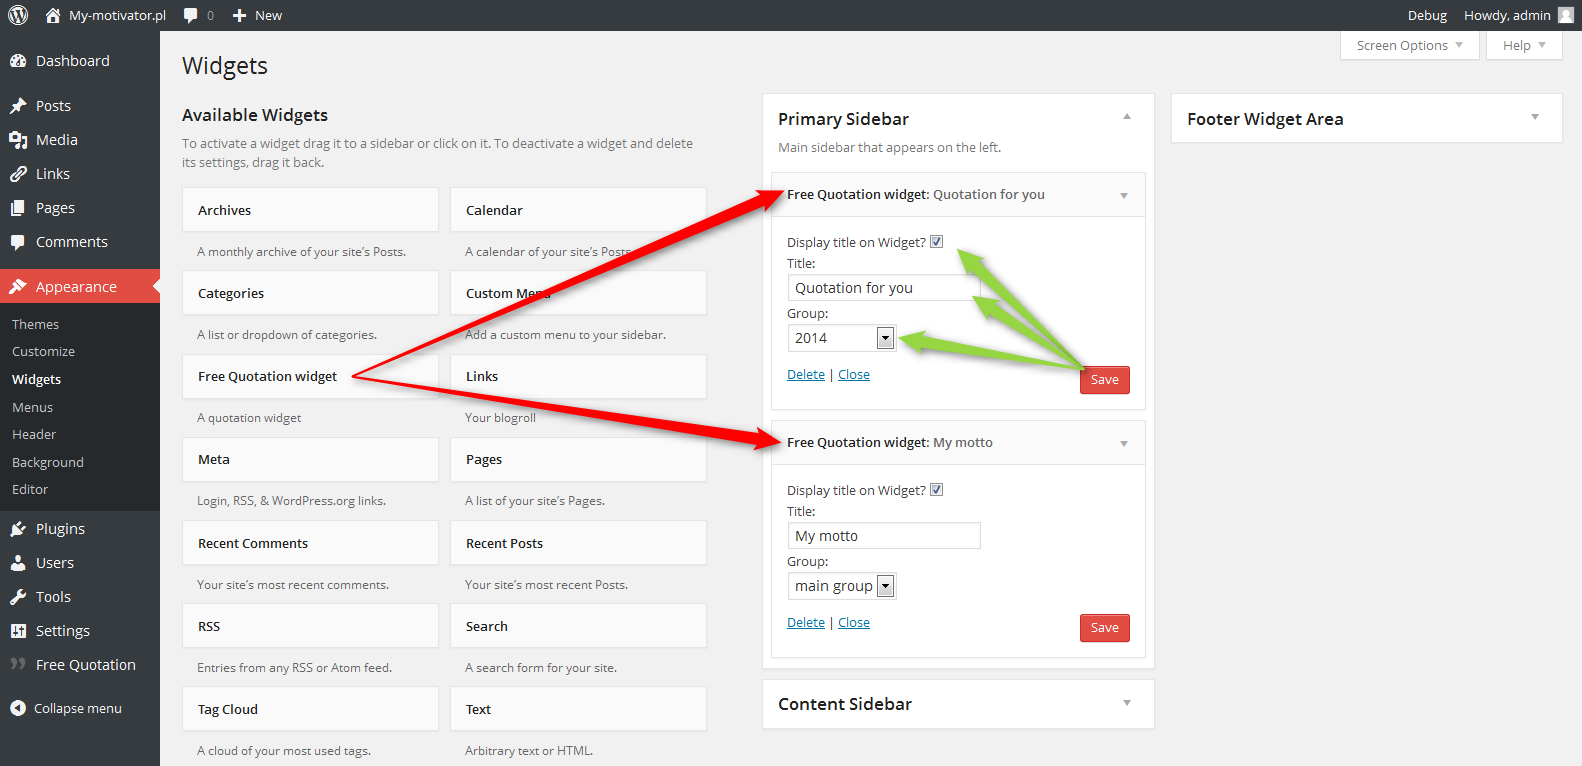 My-motivator.pl 0 New Debug Howdy, admin
Dashboard
Posts
Media
Links
Pages
Comments
Appearance
Themes
Customize
Widgets
Menus
Header
Background
Editor
Plugins
Users
Tools
Settings
Free Quotation
Collapse menu
Screen Options Help
Widgets
Available Widgets
To activate a widget drag it to a sidebar or click on it. To deactivate a widget and delete
its settings, drag it back.
Archives
A monthly archive of your site's Posts.
Calendar
A calendar of your site's Posts.
Categories
A list or dropdown of categories.
Custom Menu
Add a custom menu to your sidebar.
Free Quotation widget
A quotation widget
Links
Your blogroll
Meta
Login, RSS, & WordPress.org links.
Pages
A list of your site's Pages.
Recent Comments
Your site's most recent comments.
Recent Posts
Your site's most recent Posts.
RSS
Entries from any RSS or Atom feed.
Search
A search form for your site.
Tag Cloud
A cloud of your most used tags.
Text
Arbitrary text or HTML.
Primary Sidebar
Main sidebar that appears on the left.
Free Quotation widget: Quotation for you
Display title on Widget?
Title:
Quotation for you
Group:
2014
Delete | Close
Save
Free Quotation widget: My motto
Display title on Widget?
Title:
My motto
Group:
main group
Delete | Close
Save
Content Sidebar
Footer Widget Area